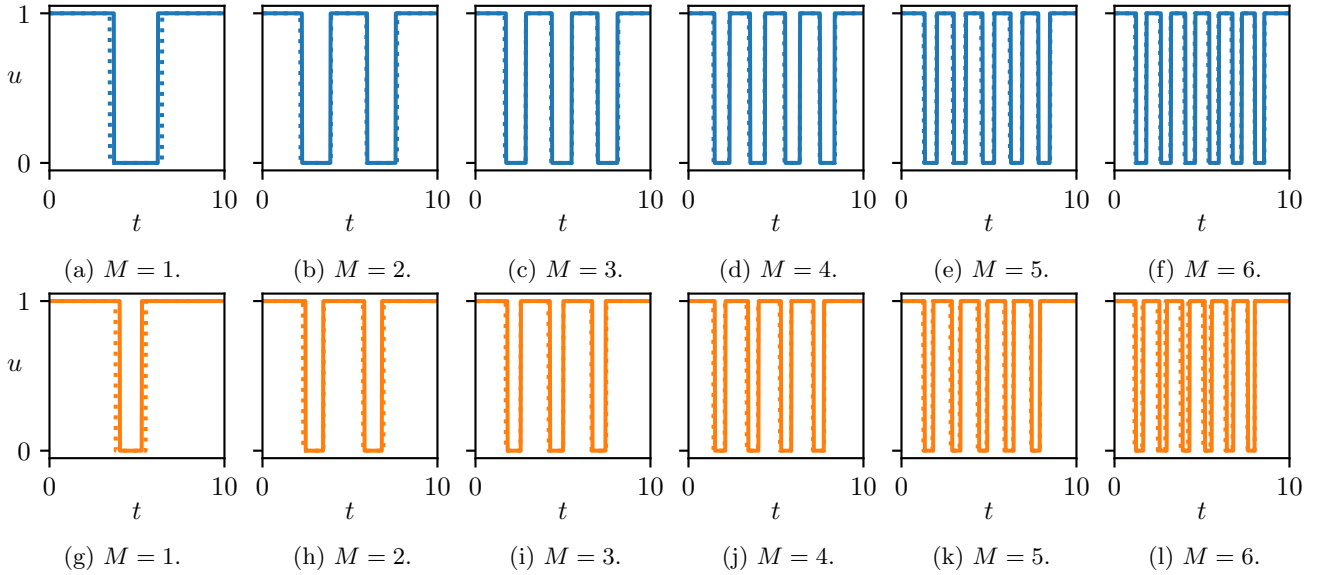 1
u
0
0 10 0 10 0 10 0 10 0 10 0 10
t t t t t t
(a) M = 1. (b) M = 2. (c) M = 3. (d) M = 4. (e) M = 5. (f) M = 6.
1
u
0
0 10 0 10 0 10 0 10 0 10 0 10
t t t t t t
(g) M = 1. (h) M = 2. (i) M = 3. (j) M = 4. (k) M = 5. (l) M = 6.